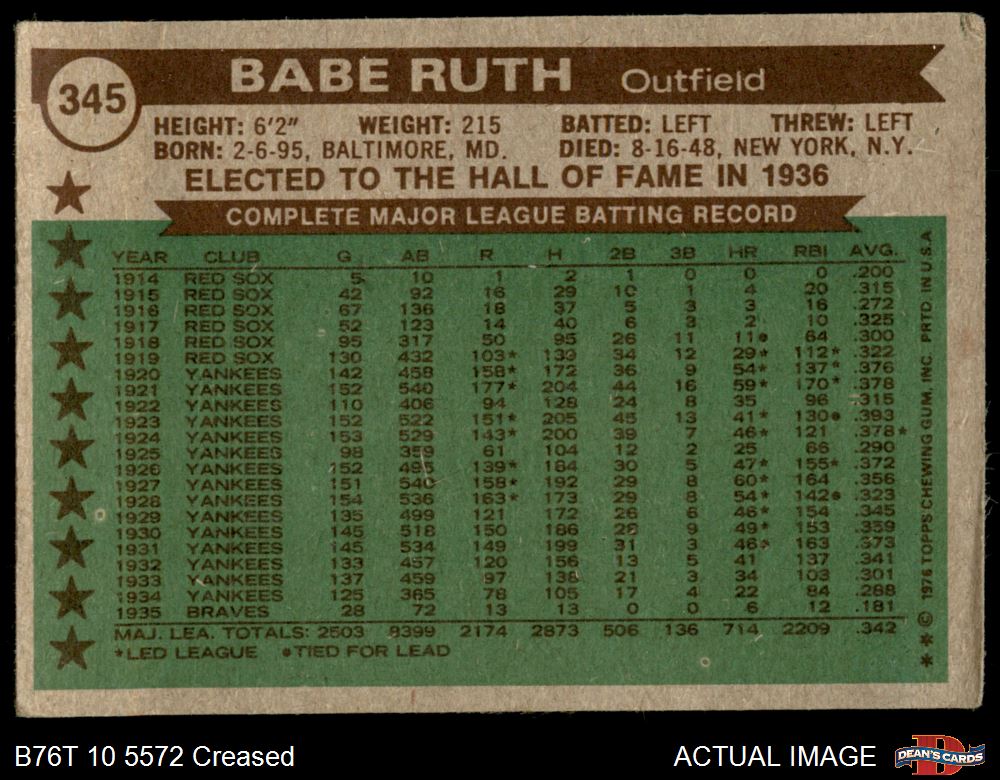 345
BABE RUTH Outfield
HEIGHT: 6'2" WEIGHT: 215 BATTED: LEFT THREW: LEFT
BORN: 2-6-95, BALTIMORE, MD. DIED: 8-16-48, NEW YORK, N.Y.
ELECTED TO THE HALL OF FAME IN 1936
COMPLETE MAJOR LEAGUE BATTING RECORD
YEAR CLUB G AB R H 2B 3B HR RBI AVG.
1914 RED SOX 5 10 1 2 1 0 0 0 .200
1915 RED SOX 42 92 16 29 10 1 4 20 .315
1916 RED SOX 67 136 18 37 5 3 3 16 .272
1917 RED SOX 52 123 14 40 6 3 2 10 .325
1918 RED SOX 95 317 50 95 26 11 11• 64 .300
1919 RED SOX 130 432 103* 139 34 12 29* 112* .322
1920 YANKEES 142 458 158* 172 36 9 54* 137* .376
1921 YANKEES 152 540 177* 204 44 16 59* 170* .378
1922 YANKEES 110 406 94 128 24 8 35 96 .315
1923 YANKEES 152 522 151* 205 45 13 41* 130• .393
1924 YANKEES 153 529 143* 200 39 7 46* 121 .378*
1925 YANKEES 98 359 61 104 12 2 25 66 .290
1926 YANKEES 152 495 139* 184 30 5 47* 155* .372
1927 YANKEES 151 540 158* 192 29 8 60* 164 .356
1928 YANKEES 154 536 163* 173 29 8 54* 142• .323
1929 YANKEES 135 499 121 172 26 6 46* 154 .345
1930 YANKEES 145 518 150 186 28 9 49* 153 .359
1931 YANKEES 145 534 149 199 31 3 46• 163 .373
1932 YANKEES 133 457 120 156 13 5 41 137 .341
1933 YANKEES 137 459 97 138 21 3 34 103 .301
1934 YANKEES 125 365 78 105 17 4 22 84 .288
1935 BRAVES 28 72 13 13 0 0 6 12 .181
MAJ. LEA. TOTALS: 2503 8399 2174 2873 506 136 714 2209 .342
*LED LEAGUE •TIED FOR LEAD
** © 1976 TOPPS CHEWING GUM, INC. PRTD. IN U.S.A.
B76T 10 5572 Creased
ACTUAL IMAGE
D
DEAN'S CARDS